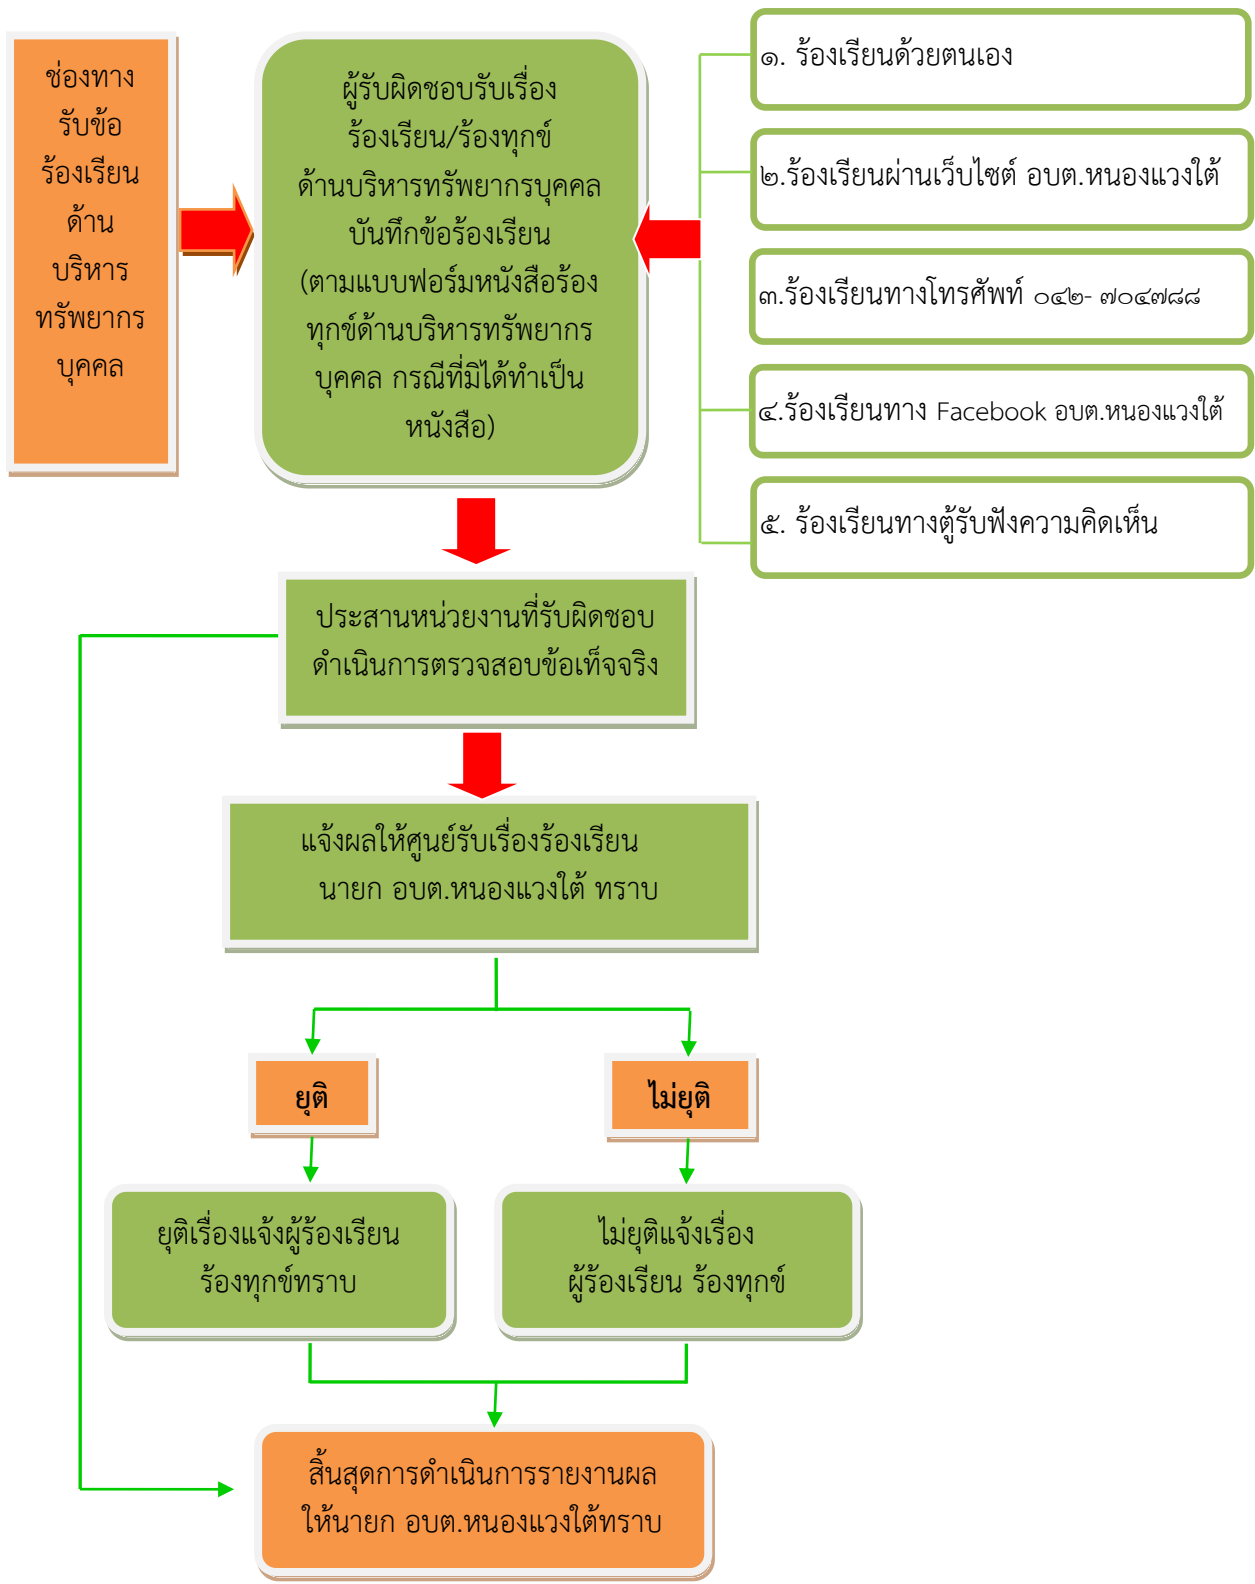 ช่องทาง
รับข้อ
ร้องเรียน
ด้าน
บริหาร
ทรัพยากร
บุคคล
ผู้รับผิดชอบรับเรื่อง
ร้องเรียน/ร้องทุกข์
ด้านบริหารทรัพยากรบุคคล
บันทึกข้อร้องเรียน
(ตามแบบฟอร์มหนังสือร้อง
ทุกข์ด้านบริหารทรัพยากร
บุคคล กรณีที่มิได้ทำเป็น
หนังสือ)
๑. ร้องเรียนด้วยตนเอง
๒.ร้องเรียนผ่านเว็บไซต์ อบต.หนองแวงใต้
๓.ร้องเรียนทางโทรศัพท์ ๐๔๒- ๗๐๔๗๘๘
๔.ร้องเรียนทาง Facebook อบต.หนองแวงใต้
๕. ร้องเรียนทางตู้รับฟังความคิดเห็น
ประสานหน่วยงานที่รับผิดชอบ
ดำเนินการตรวจสอบข้อเท็จจริง
แจ้งผลให้ศูนย์รับเรื่องร้องเรียน
นายก อบต.หนองแวงใต้ ทราบ
ยุติ
ไม่ยุติ
ยุติเรื่องแจ้งผู้ร้องเรียน
ร้องทุกข์ทราบ
ไม่ยุติแจ้งเรื่อง
ผู้ร้องเรียน ร้องทุกข์
สิ้นสุดการดำเนินการรายงานผล
ให้นายก อบต.หนองแวงใต้ทราบ